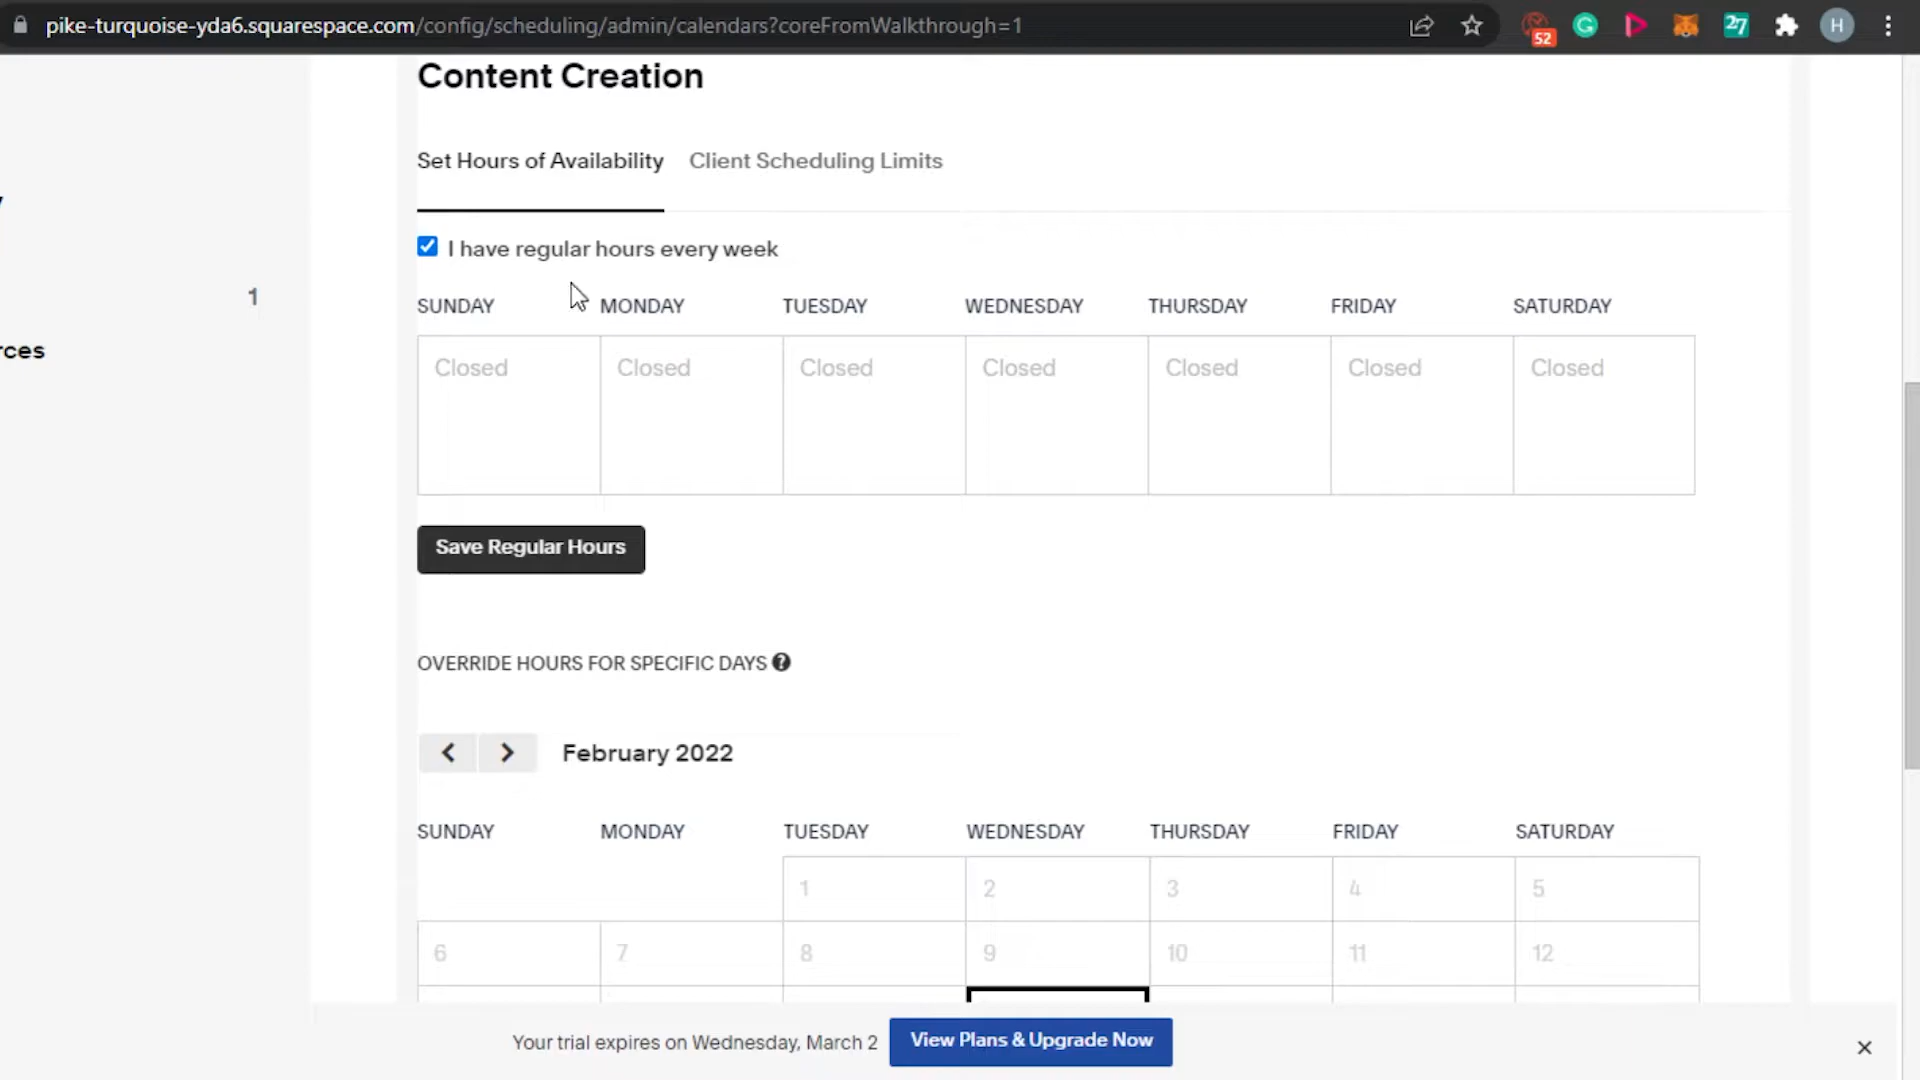 pike-turquoise-yda6.squarespace.com/config/scheduling/admin/calendars?coreFromWalkthrough=1
52
27
H
Content Creation
Set Hours of Availability Client Scheduling Limits
I have regular hours every week
1
SUNDAY MONDAY TUESDAY WEDNESDAY THURSDAY FRIDAY SATURDAY
rces
Closed Closed Closed Closed Closed Closed Closed
Save Regular Hours
OVERRIDE HOURS FOR SPECIFIC DAYS ?
February 2022
SUNDAY MONDAY TUESDAY WEDNESDAY THURSDAY FRIDAY SATURDAY
1 2 3 4 5
6 7 8 9 10 11 12
Your trial expires on Wednesday, March 2 View Plans & Upgrade Now